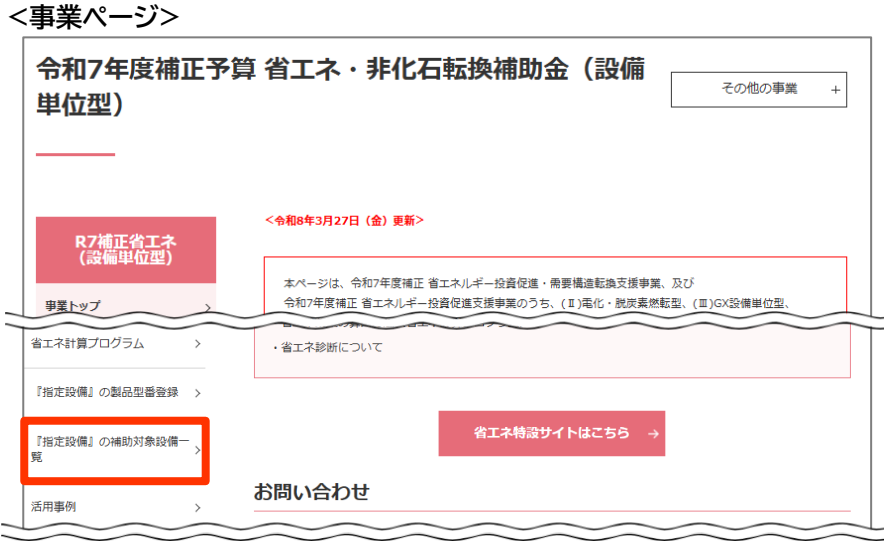 <事業ページ>
令和7年度補正予算 省エネ・非化石転換補助金（設備
単位型）
その他の事業 +
<令和8年3月27日（金）更新>
R7補正省エネ
（設備単位型）
事業トップ
本ページは、令和7年度補正 省エネルギー投資促進・需要構造転換支援事業、及び
令和7年度補正 省エネルギー投資促進支援事業のうち、(Ⅱ)電化・脱炭素燃転型、(Ⅲ)GX設備単位型、
省エネ計算プログラム
・省エネ診断について
『指定設備』の製品型番登録
『指定設備』の補助対象設備一
覧
省エネ特設サイトはこちら →
活用事例
お問い合わせ